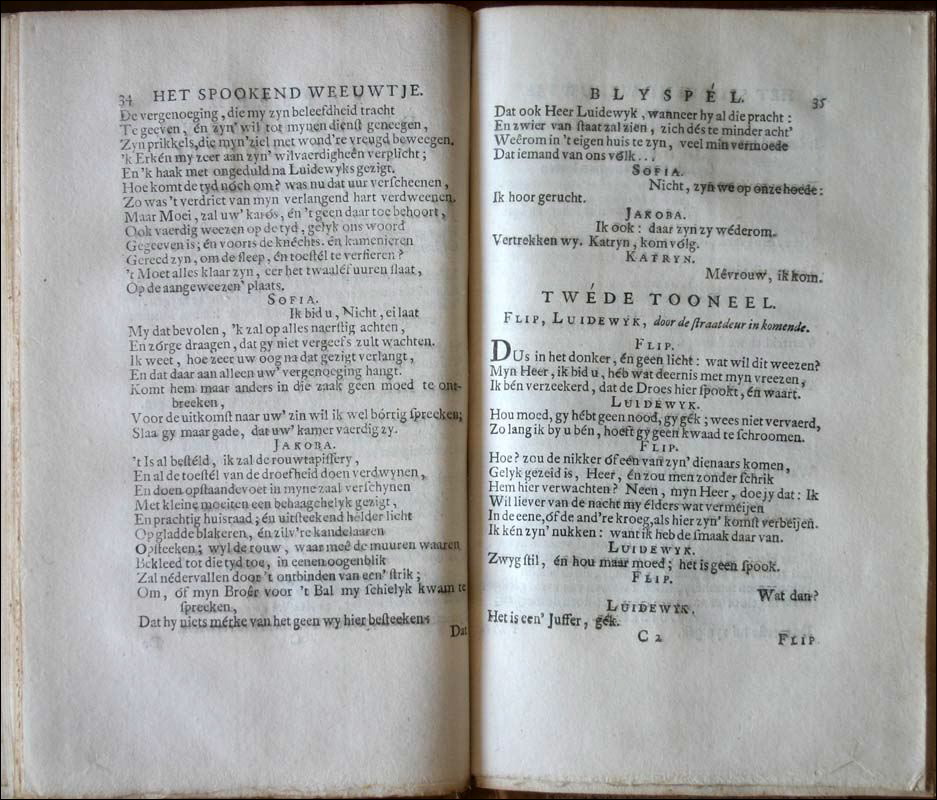 34 HET SPOOKEND WEEUWTJE.
De vergenoeging, die my zyn beleefdheid tracht
Te geeven, én zyn' wil tot mynen dienst geneegen,
Zyn prikkels, die myn' ziel met wond're vreugd beweegen.
'k Erkén my zeer aan zyn' wilvaerdigheên verplicht;
En 'k haak met ongeduld na Luidewyks gezigt.
Hoe komt de tyd nóch om? was nu dat uur verscheenen,
Zo was 't verdriet van myn verlangend hart verdweenen.
Maar Moei, zal uw' karós, én 't geen daar toe behoort,
Ook vaerdig weezen op de tyd, gelyk ons woord
Gegeeven is; én voorts de knéchts, én kamenieren
Gereed zyn, om de sleep, én toestél te versieren?
't Moet alles klaar zyn, eer het twaaléf uuren slaat,
Op de aangeweezen' plaats.
SOFIA.
Ik bid u, Nicht, ei laat
My dat bevolen, 'k zal op alles naerstig achten,
En zórge draagen, dat gy niet vergeefs zult wachten.
Ik weet, hoe zeer uw oog na dat gezigt verlangt,
En dat daar aan alleen uw' vergenoeging hangt.
Komt hem maar anders in die zaak geen moed te ont-
breeken,
Voor de uitkomst naar uw' zin wil ik wel bórtig spreeken;
Slaa gy maar gade, dat uw' kamer vaerdig zy.
JAKOBA.
't Is al bestéld, ik zal de rouwtapissery,
En al de toestél van de droefheid doen verdwynen,
En doen opstaandevoet in myne zaal verschynen
Met kleine moeiten een behaagchelyk gezigt,
En prachtig huisraad; én uitsteekend hélder licht
Op gladde blakeren, én zilv're kandelaaren
Opsteeken; wyl de rouw, waar meê de muuren waaren
Bekleed tot die tyd toe, in eenen oogenblik
Zal nédervallen door 't ontbinden van een' strik;
Om, óf myn Broêr voor 't Bal my schielyk kwam te
spreeken,
Dat hy niets mérke van het geen wy hier besteeken;
Dat
BLYSPÉL. 35
Dat ook Heer Luidewyk, wanneer hy al die pracht:
En zwier van staat zal zien, zich dés te minder acht'
Weêrom in 't eigen huis te zyn, veel min vermoede
Dat iemand van ons vólk...
SOFIA.
Nicht, zyn we op onze hoede:
Ik hoor gerucht.
JAKOBA.
Ik ook: daar zyn zy wéderom.
Vertrekken wy. Katryn, kom vólg.
KATRYN.
Mêvrouw, ik kom.
TWÉDE TOONEEL.
FLIP, LUIDEWYK, door de straatdeur in komende.
FLIP.
DUs in het donker, én geen licht: wat wil dit weezen?
Myn Heer, ik bid u, héb wat deernis met myn vreezen,
Ik bén verzeekerd, dat de Droes hier spookt, én waart.
LUIDEWYK.
Hou moed, gy hébt geen nood, gy gék; wees niet vervaerd,
Zo lang ik by u bén, hoeft gy geen kwaad te schroomen.
FLIP.
Hoe? zou de nikker óf een van zyn' dienaars komen,
Gelyk gezeid is, Heer, én zou men zonder schrik
Hem hier verwachten? Neen, myn Heer, doe jy dat: Ik
Wil liever van de nacht my élders wat verméijen
In de eene, óf de and're kroeg, als hier zyn' komst verbeijen.
Ik kén zyn' nukken: want ik heb de smaak daar van.
LUIDEWYK.
Zwyg stil, én hou maar moed; het is geen spook.
FLIP.
Wat dan?
LUIDEWYK.
Het is een' Juffer, gék.
C 2 FLIP